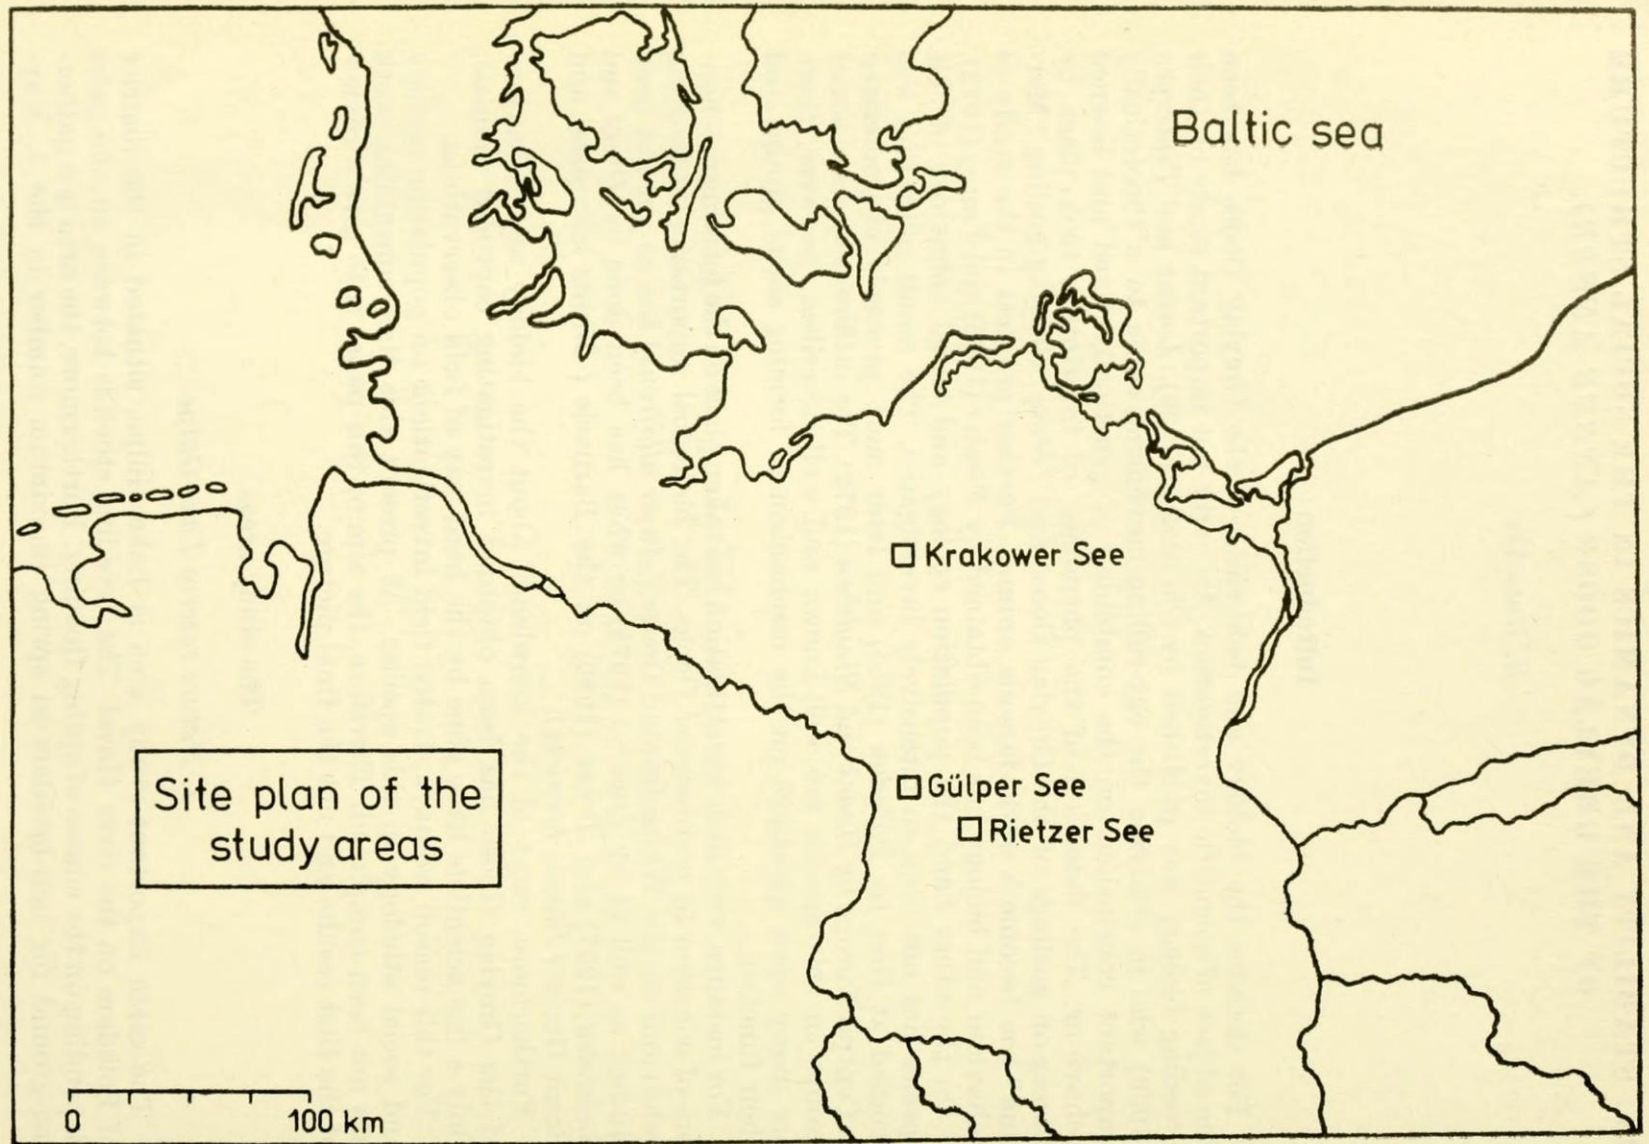 Baltic sea
Krakower See
Gülper See
Rietzer See
Site plan of the
study areas
0 100 km